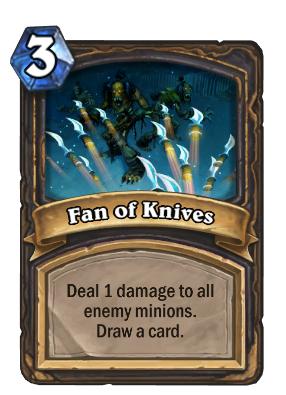 3
Fan of Knives
Deal 1 damage to all
enemy minions.
Draw a card.